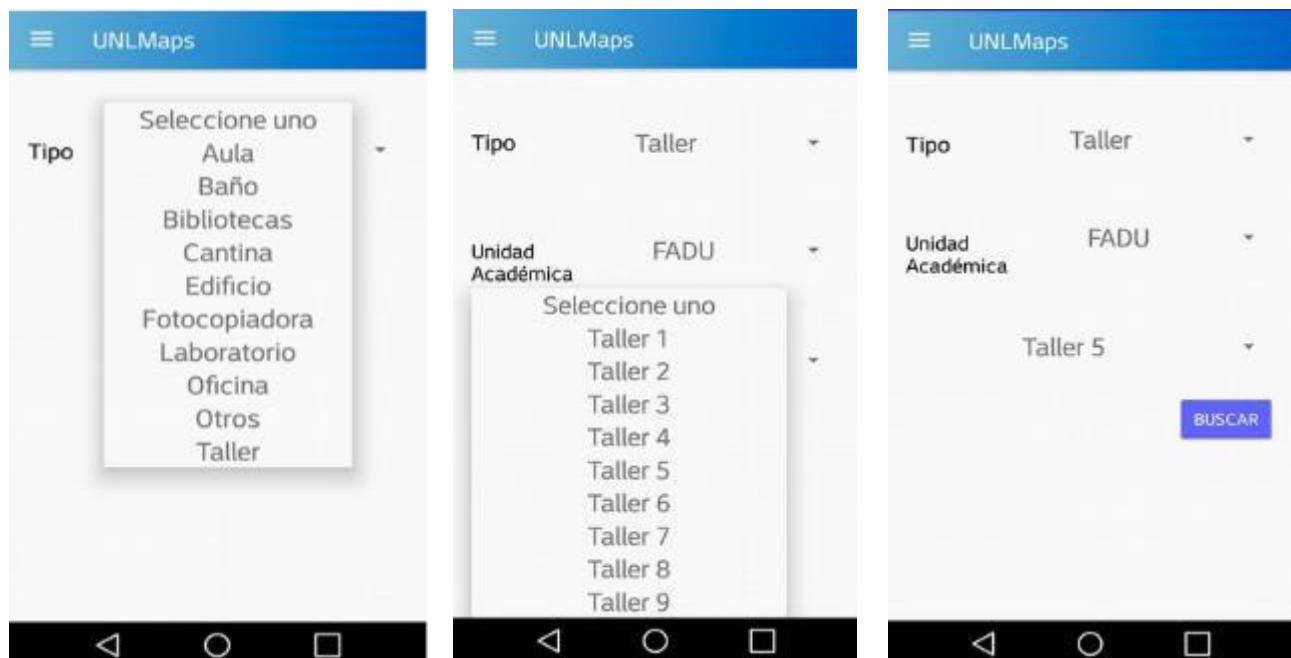 UNLMaps
Tipo
Seleccione uno
Aula
Baño
Bibliotecas
Cantina
Edificio
Fotocopiadora
Laboratorio
Oficina
Otros
Taller
UNLMaps
Tipo Taller
Unidad
Académica
FADU
Seleccione uno
Taller 1
Taller 2
Taller 3
Taller 4
Taller 5
Taller 6
Taller 7
Taller 8
Taller 9
UNLMaps
Tipo Taller
Unidad
Académica
FADU
Taller 5
BUSCAR